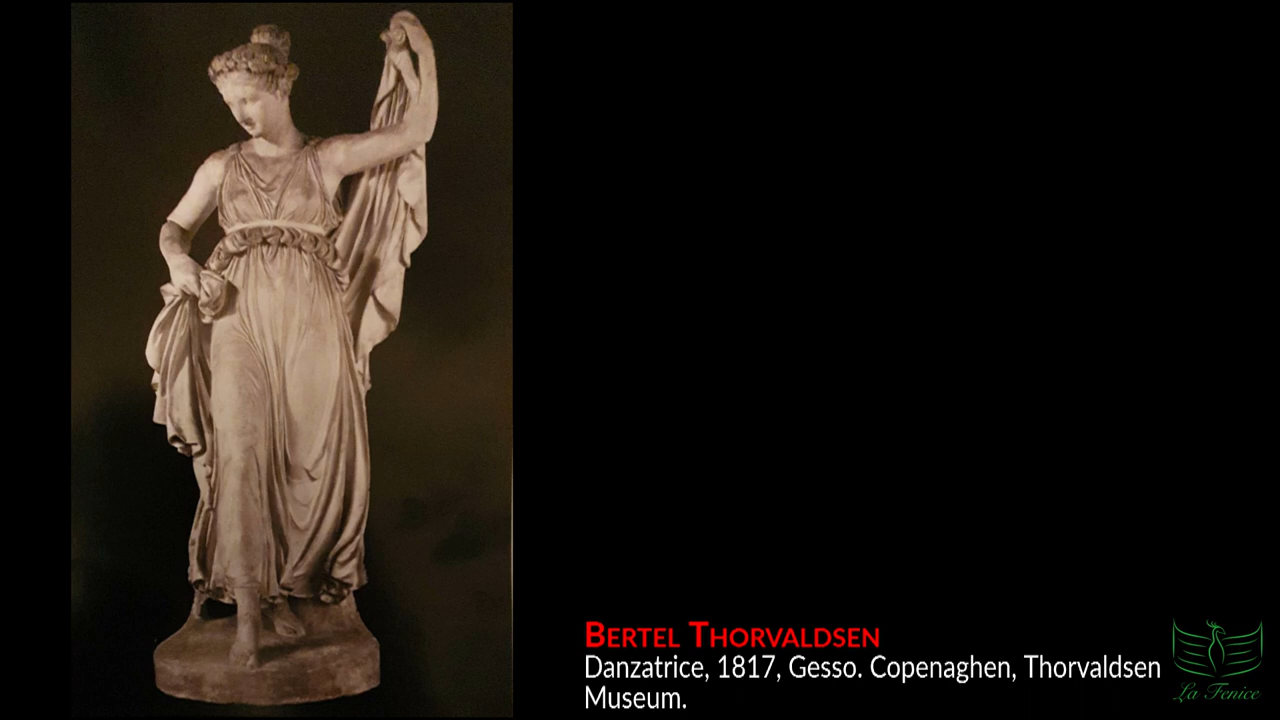 BERTEL THORVALDSEN
Danzatrice, 1817, Gesso. Copenaghen, Thorvaldsen
Museum.
La Fenice